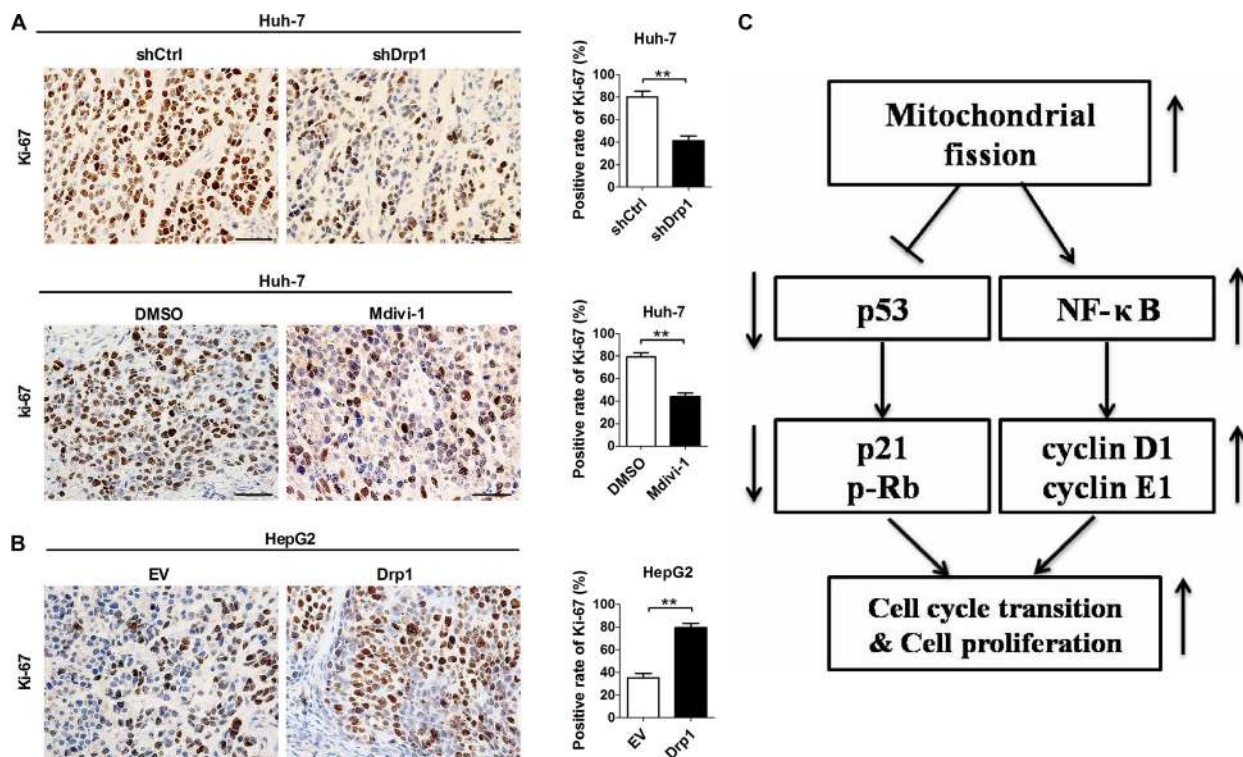 A
Huh-7
shCtrl
shDrp1
Ki-67
Huh-7
Positive rate of Ki-67 (%)
100
80
60
40
20
0
**
shCtrl
shDrp1
Huh-7
DMSO
Mdivi-1
ki-67
Huh-7
Positive rate of Ki-67 (%)
100
80
60
40
20
0
**
DMSO
Mdivi-1
B
HepG2
EV
Drp1
Ki-67
HepG2
Positive rate of Ki-67 (%)
100
80
60
40
20
0
**
EV
Drp1
C
Mitochondrial
fission
p53
NF-κB
p21
p-Rb
cyclin D1
cyclin E1
Cell cycle transition
& Cell proliferation